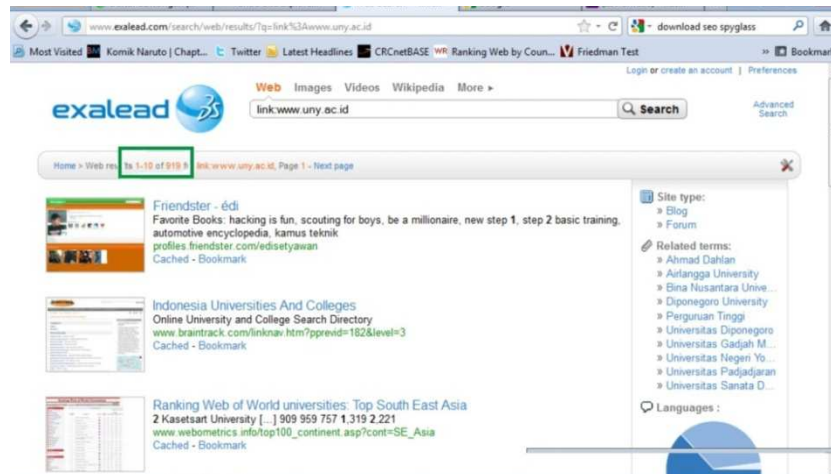 www.exalead.com/search/web/results/?q=link%3Awww.uny.ac.id
download seo spyglass
Most Visited Komik Naruto | Chapt... Twitter Latest Headlines CRCnetBASE WR Ranking Web by Coun... Friedman Test » Bookmar
Login or create an account | Preferences
Web Images Videos Wikipedia More
exalead
link:www.uny.ac.id
Search
Advanced Search
Home > Web results 1-10 of 919 link:www.uny.ac.id, Page 1 - Next page
Friendster - édi
Favorite Books: hacking is fun, scouting for boys, be a millionaire, new step 1, step 2 basic training,
automotive encyclopedia, kamus teknik
profiles.friendster.com/edisetyawan
Cached - Bookmark
Indonesia Universities And Colleges
Online University and College Search Directory
www.braintrack.com/linknav.htm?pprevid=182&level=3
Cached - Bookmark
Ranking Web of World universities: Top South East Asia
2 Kasetsart University [...] 909 959 757 1,319 2,221
www.webometrics.info/top100_continent.asp?cont=SE_Asia
Cached - Bookmark
Site type:
» Blog
» Forum
Related terms:
» Ahmad Dahlan
» Airlangga University
» Bina Nusantara Unive...
» Diponegoro University
» Perguruan Tinggi
» Universitas Diponegoro
» Universitas Gadjah M...
» Universitas Negeri Yo...
» Universitas Padjadjaran
» Universitas Sanata D...
Languages :